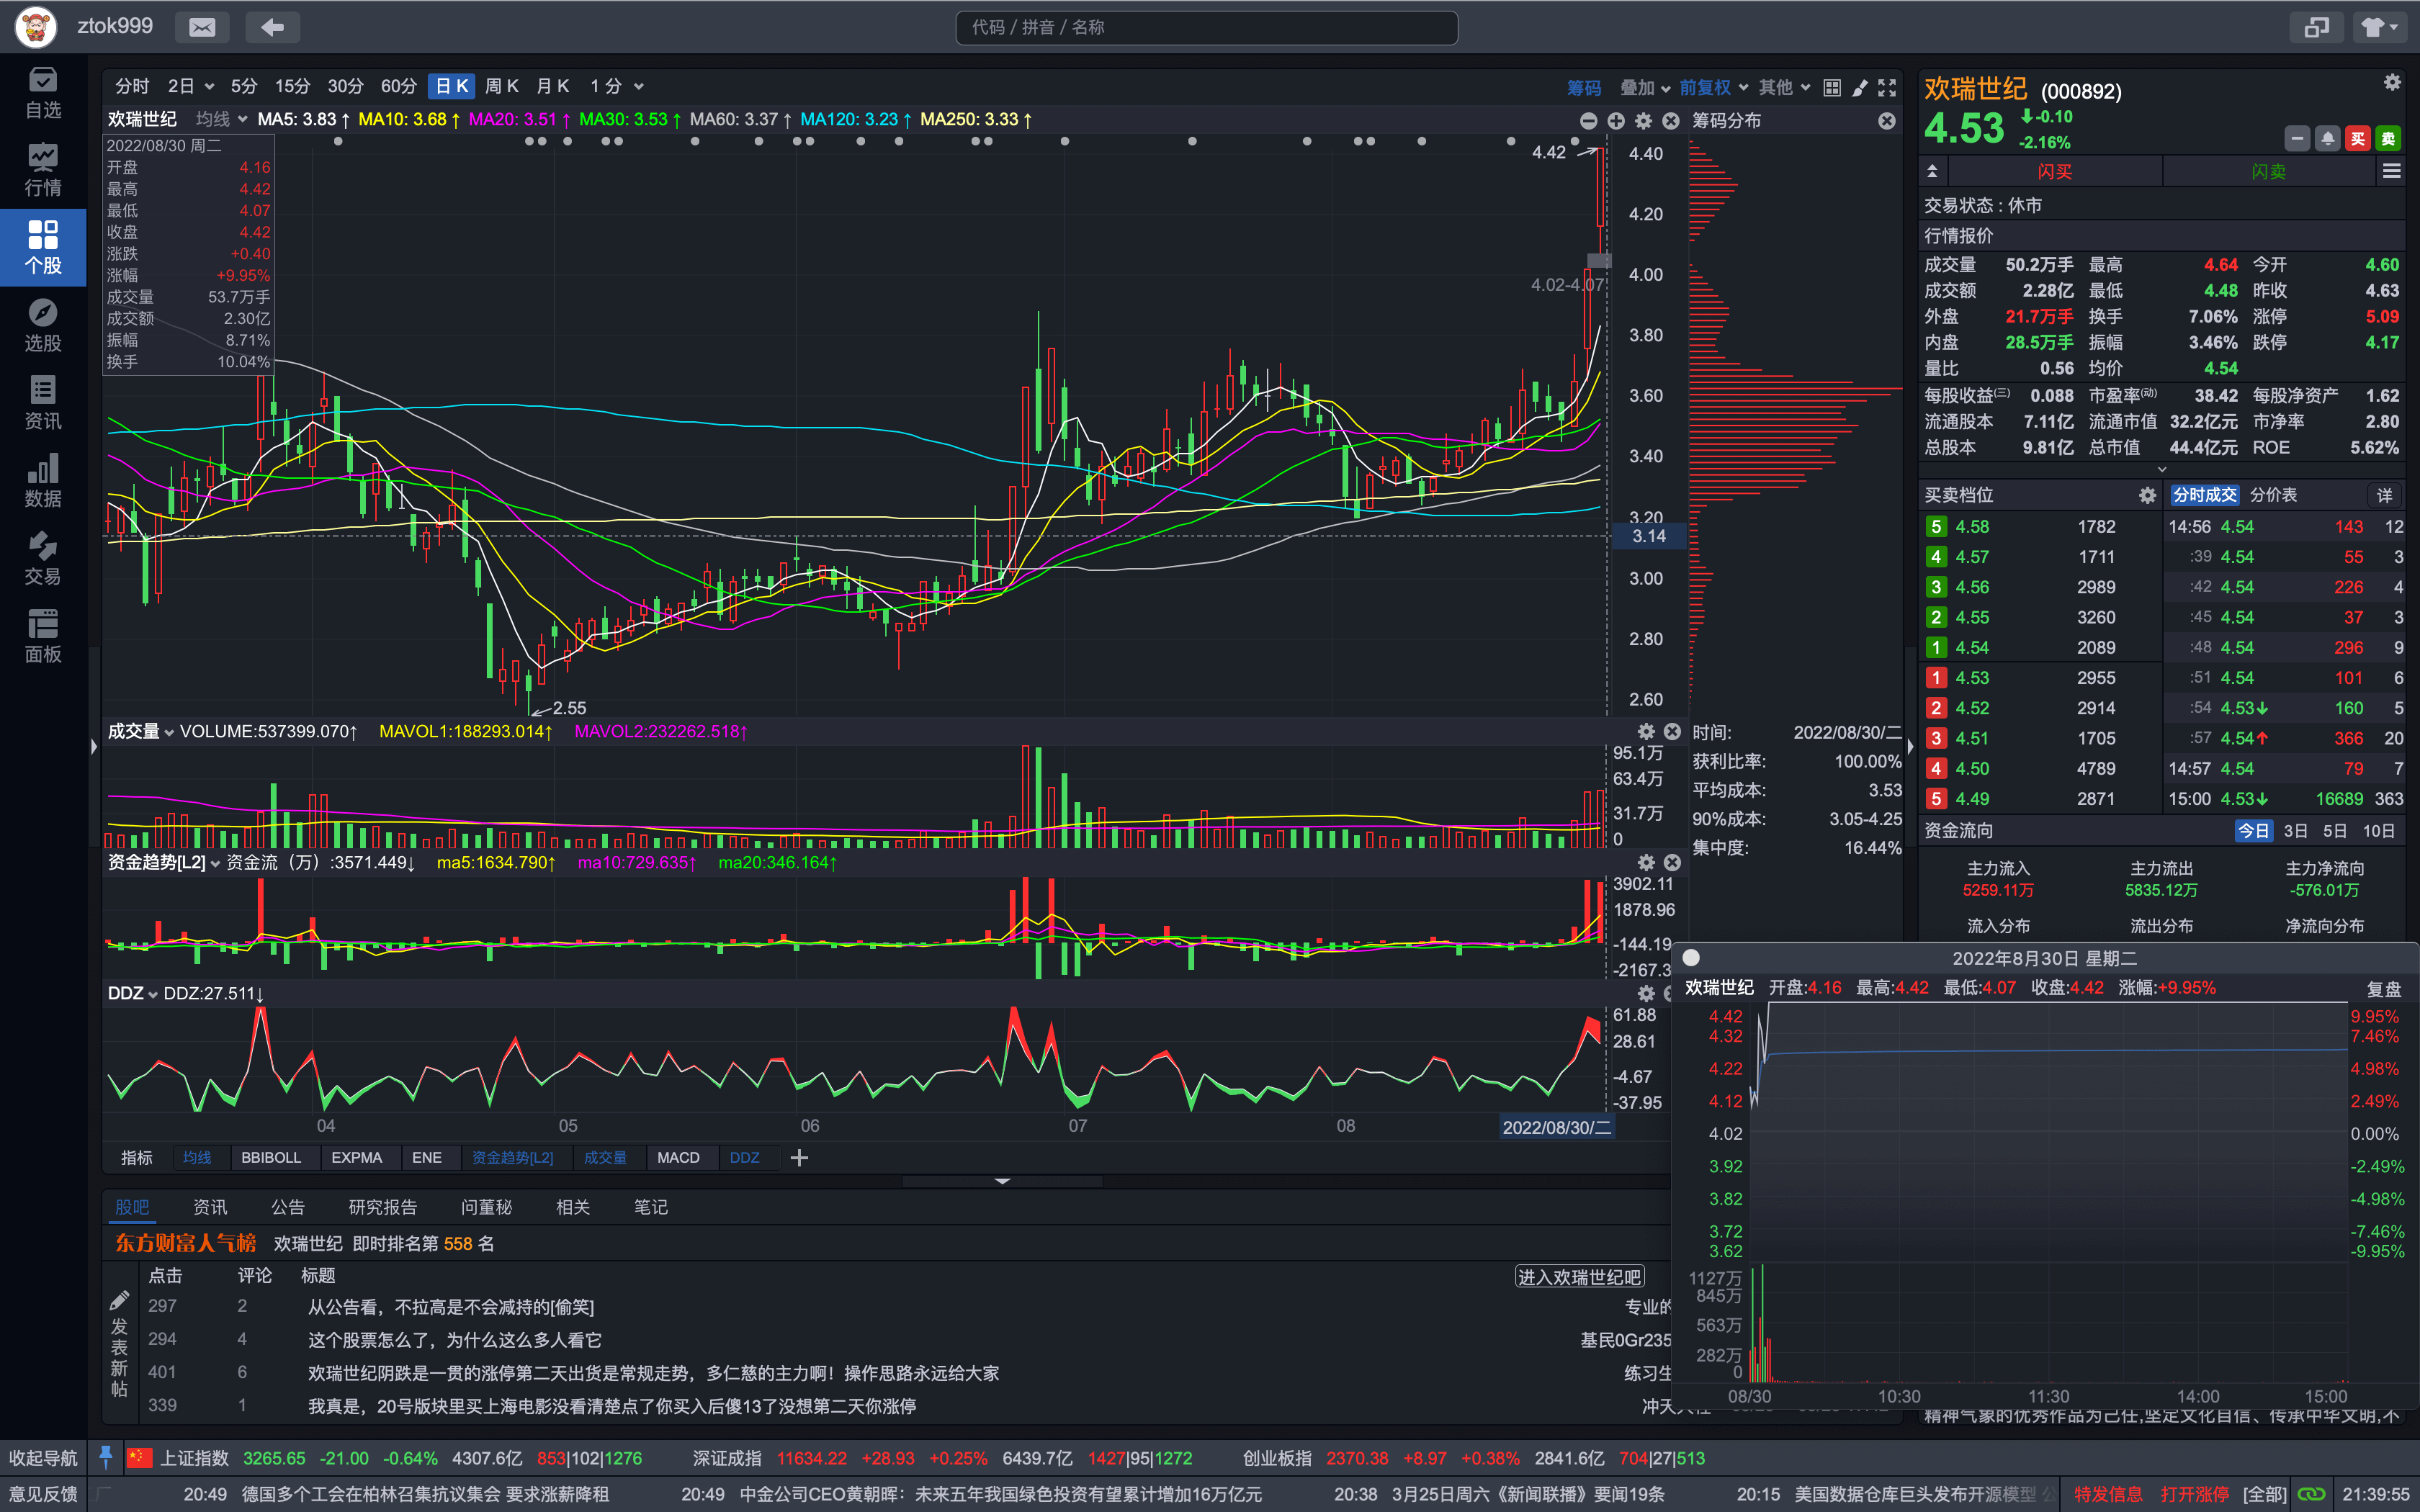 ztok999
代码 / 拼音 / 名称
自选
行情
个股
选股
资讯
数据
交易
面板
分时 2日 5分 15分 30分 60分 日K 周K 月K 1分
筹码 叠加 前复权 其他
欢瑞世纪 均线 MA5: 3.83↑ MA10: 3.68↑ MA20: 3.51↑ MA30: 3.53↑ MA60: 3.37↑ MA120: 3.23↑ MA250: 3.33↑
筹码分布
2022/08/30 周二
开盘 4.16
最高 4.42
最低 4.07
收盘 4.42
涨跌 +0.40
涨幅 +9.95%
成交量 53.7万手
成交额 2.30亿
振幅 8.71%
换手 10.04%
4.42
4.02-4.07
2.55
4.40
4.20
4.00
3.80
3.60
3.40
3.20
3.14
3.00
2.80
2.60
成交量 VOLUME:537399.070↑ MAVOL1:188293.014↑ MAVOL2:232262.518↑
95.1万
63.4万
31.7万
0
资金趋势[L2] 资金流（万）:3571.449↓ ma5:1634.790↑ ma10:729.635↑ ma20:346.164↑
3902.11
1878.96
-144.19
-2167.3
DDZ DDZ:27.511↓
61.88
28.61
-4.67
-37.95
04 05 06 07 08 2022/08/30/二
时间: 2022/08/30/二
获利比率: 100.00%
平均成本: 3.53
90%成本: 3.05-4.25
集中度: 16.44%
指标 均线 BBIBOLL EXPMA ENE 资金趋势[L2] 成交量 MACD DDZ
股吧 资讯 公告 研究报告 问董秘 相关 笔记
东方财富人气榜 欢瑞世纪 即时排名第 558 名
点击 评论 标题
进入欢瑞世纪吧
发表新帖
297 2 从公告看，不拉高是不会减持的[偷笑] 专业的
294 4 这个股票怎么了，为什么这么多人看它 基民0Gr235
401 6 欢瑞世纪阴跌是一贯的涨停第二天出货是常规走势，多仁慈的主力啊！操作思路永远给大家 练习生
339 1 我真是，20号版块里买上海电影没看清楚点了你买入后傻13了没想第二天你涨停
欢瑞世纪 (000892)
4.53 -0.10
-2.16%
买 卖
闪买 闪卖
交易状态 : 休市
行情报价
成交量 50.2万手 最高 4.64 今开 4.60
成交额 2.28亿 最低 4.48 昨收 4.63
外盘 21.7万手 换手 7.06% 涨停 5.09
内盘 28.5万手 振幅 3.46% 跌停 4.17
量比 0.56 均价 4.54
每股收益(三) 0.088 市盈率(动) 38.42 每股净资产 1.62
流通股本 7.11亿 流通市值 32.2亿元 市净率 2.80
总股本 9.81亿 总市值 44.4亿元 ROE 5.62%
买卖档位
分时成交 分价表 详
5 4.58 1782
4 4.57 1711
3 4.56 2989
2 4.55 3260
1 4.54 2089
1 4.53 2955
2 4.52 2914
3 4.51 1705
4 4.50 4789
5 4.49 2871
14:56 4.54 143 12
:39 4.54 55 3
:42 4.54 226 4
:45 4.54 37 3
:48 4.54 296 9
:51 4.54 101 6
:54 4.53↓ 160 5
:57 4.54↑ 366 20
14:57 4.54 79 7
15:00 4.53↓ 16689 363
资金流向 今日 3日 5日 10日
主力流入 主力流出 主力净流向
5259.11万 5835.12万 -576.01万
流入分布 流出分布 净流向分布
2022年8月30日 星期二
欢瑞世纪 开盘:4.16 最高:4.42 最低:4.07 收盘:4.42 涨幅:+9.95% 复盘
4.42 9.95%
4.32 7.46%
4.22 4.98%
4.12 2.49%
4.02 0.00%
3.92 -2.49%
3.82 -4.98%
3.72 -7.46%
3.62 -9.95%
1127万
845万
563万
282万
0
08/30 10:30 11:30 14:00 15:00
精神气象的优秀作品为己任,坚定文化自信、传承中华文明,不
收起导航 上证指数 3265.65 -21.00 -0.64% 4307.6亿 853|102|1276 深证成指 11634.22 +28.93 +0.25% 6439.7亿 1427|95|1272 创业板指 2370.38 +8.97 +0.38% 2841.6亿 704|27|513
意见反馈 20:49 德国多个工会在柏林召集抗议集会 要求涨薪降租 20:49 中金公司CEO黄朝晖：未来五年我国绿色投资有望累计增加16万亿元 20:38 3月25日周六《新闻联播》要闻19条 20:15 美国数据仓库巨头发布开源模型 特发信息 打开涨停 [全部] 21:39:55